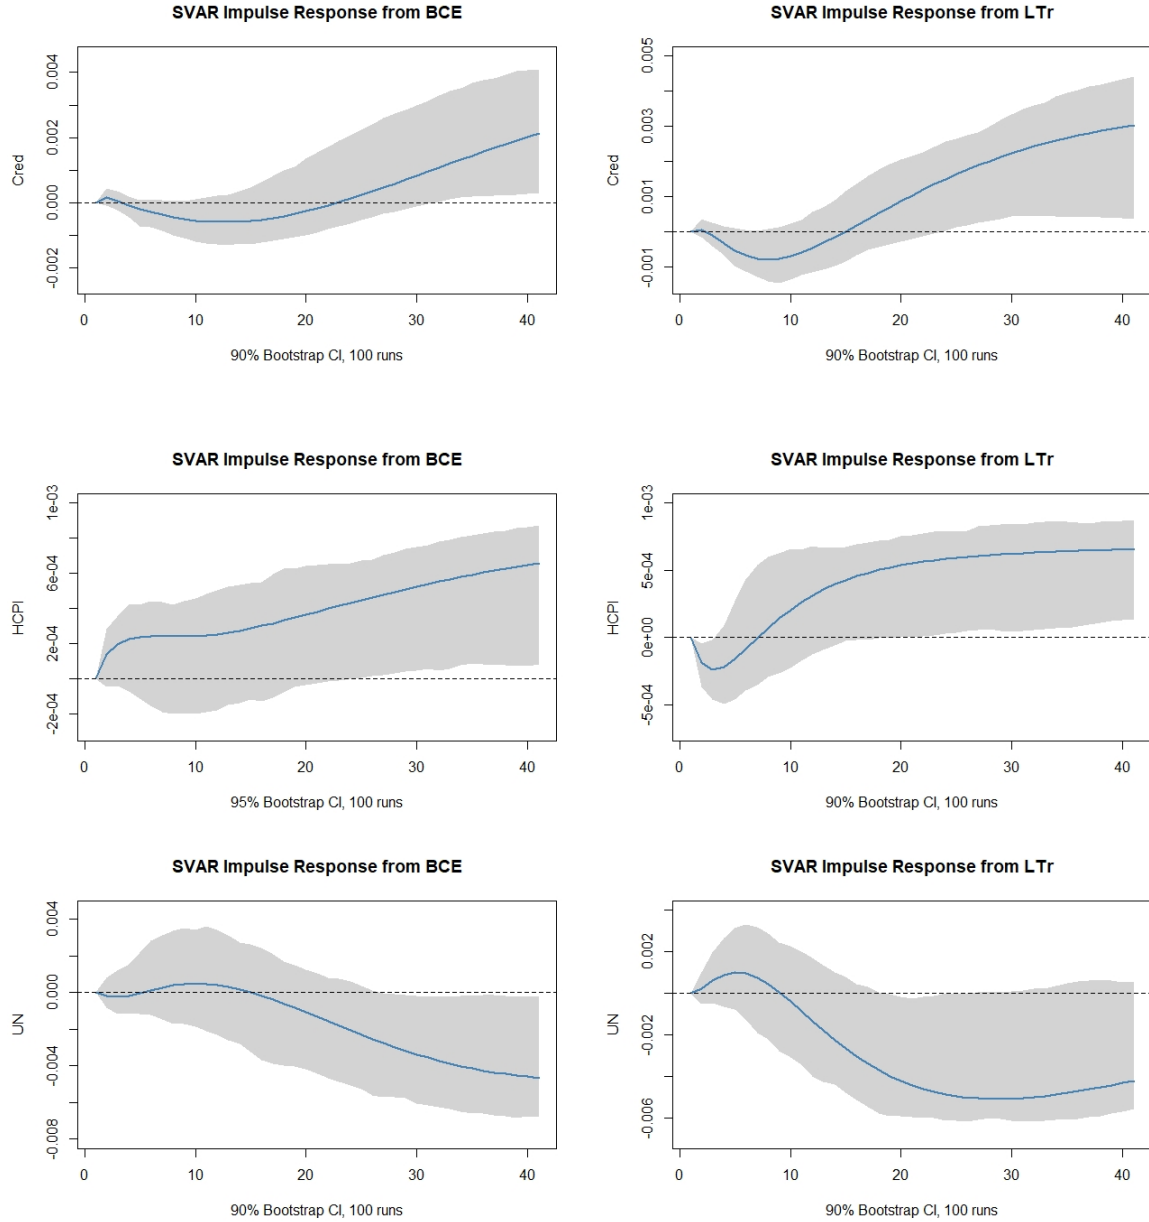 SVAR Impulse Response from BCE
Cred
0.004
0.002
0.000
-0.002
0 10 20 30 40
90% Bootstrap CI, 100 runs
SVAR Impulse Response from LTr
Cred
0.005
0.003
0.001
-0.001
0 10 20 30 40
90% Bootstrap CI, 100 runs
SVAR Impulse Response from BCE
HCPI
1e-03
6e-04
2e-04
-2e-04
0 10 20 30 40
95% Bootstrap CI, 100 runs
SVAR Impulse Response from LTr
HCPI
1e-03
5e-04
0e+00
-5e-04
0 10 20 30 40
90% Bootstrap CI, 100 runs
SVAR Impulse Response from BCE
UN
0.004
0.000
-0.004
-0.008
0 10 20 30 40
90% Bootstrap CI, 100 runs
SVAR Impulse Response from LTr
UN
0.002
-0.002
-0.006
0 10 20 30 40
90% Bootstrap CI, 100 runs